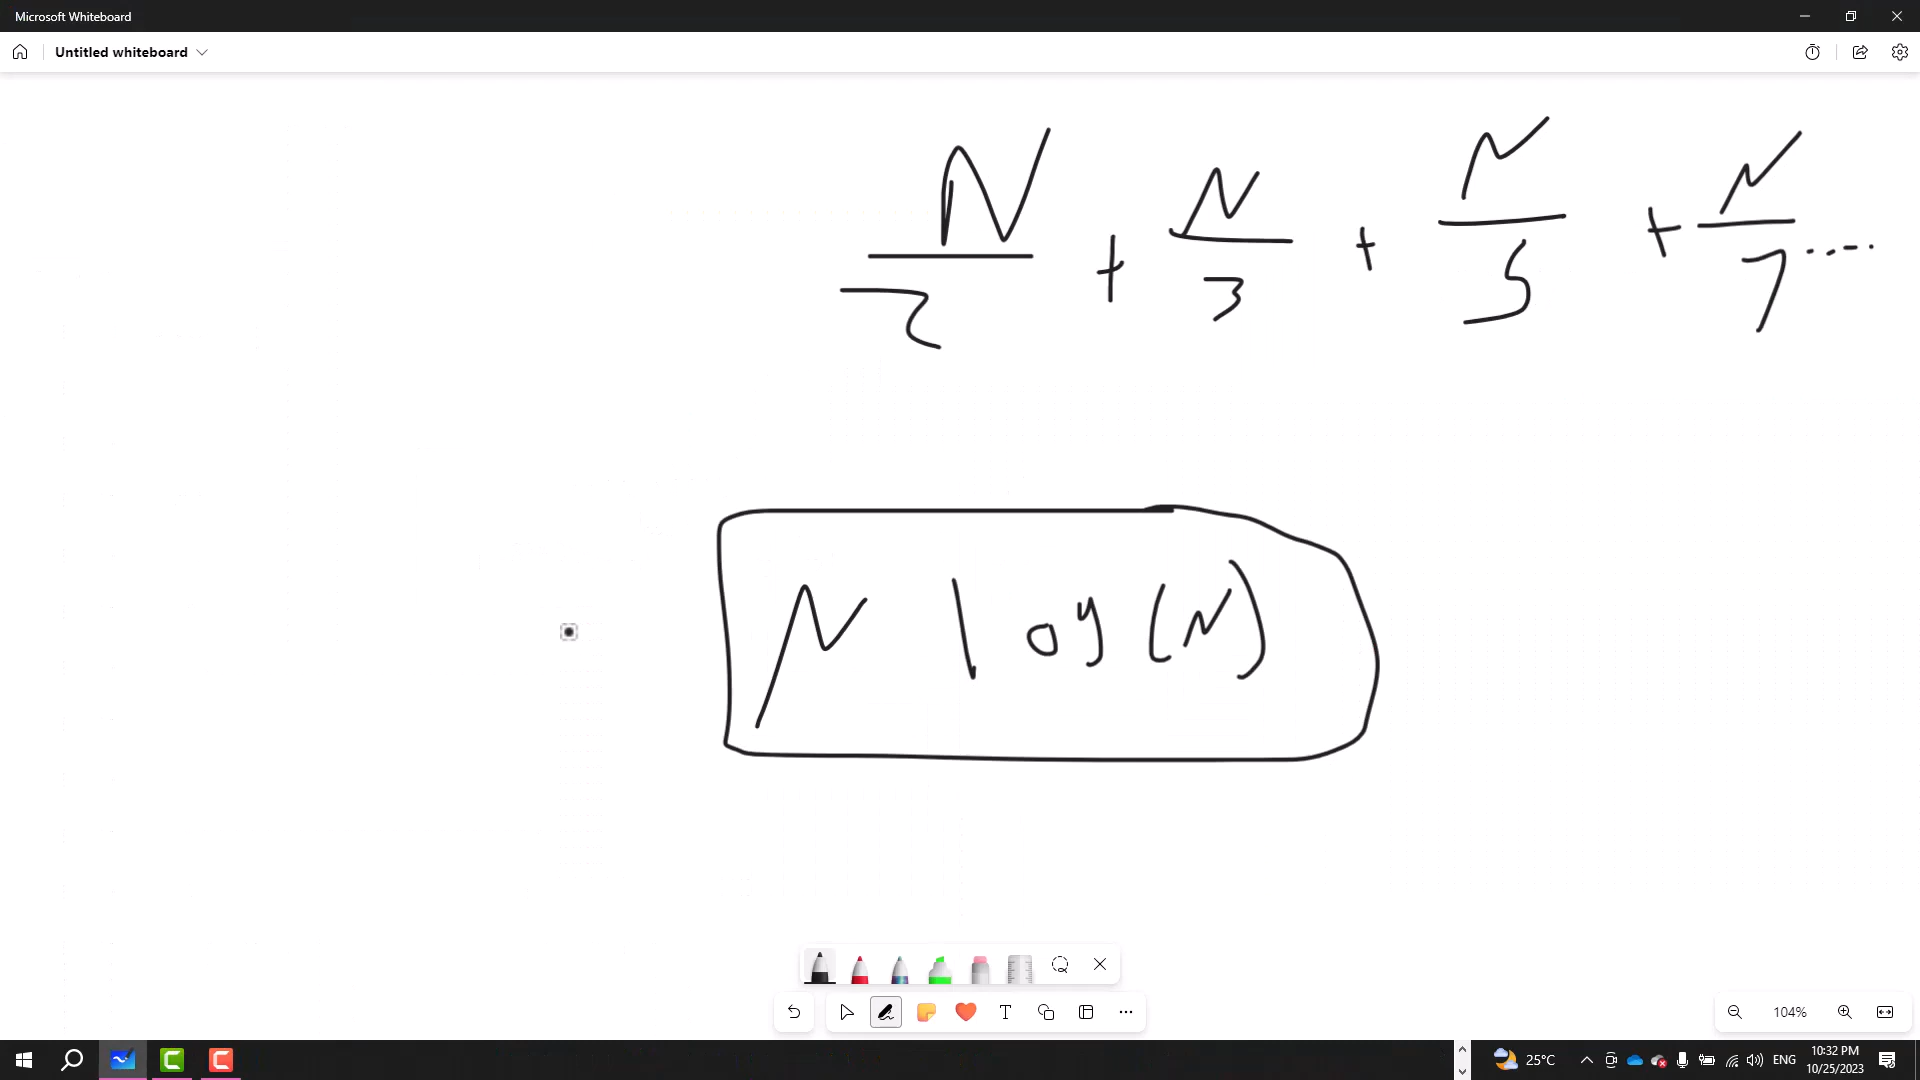 Microsoft Whiteboard
Untitled whiteboard
N/2 + N/3 + N/5 + N/7 .....
N log(N)
104%
25°C
ENG
10:32 PM
10/25/2023